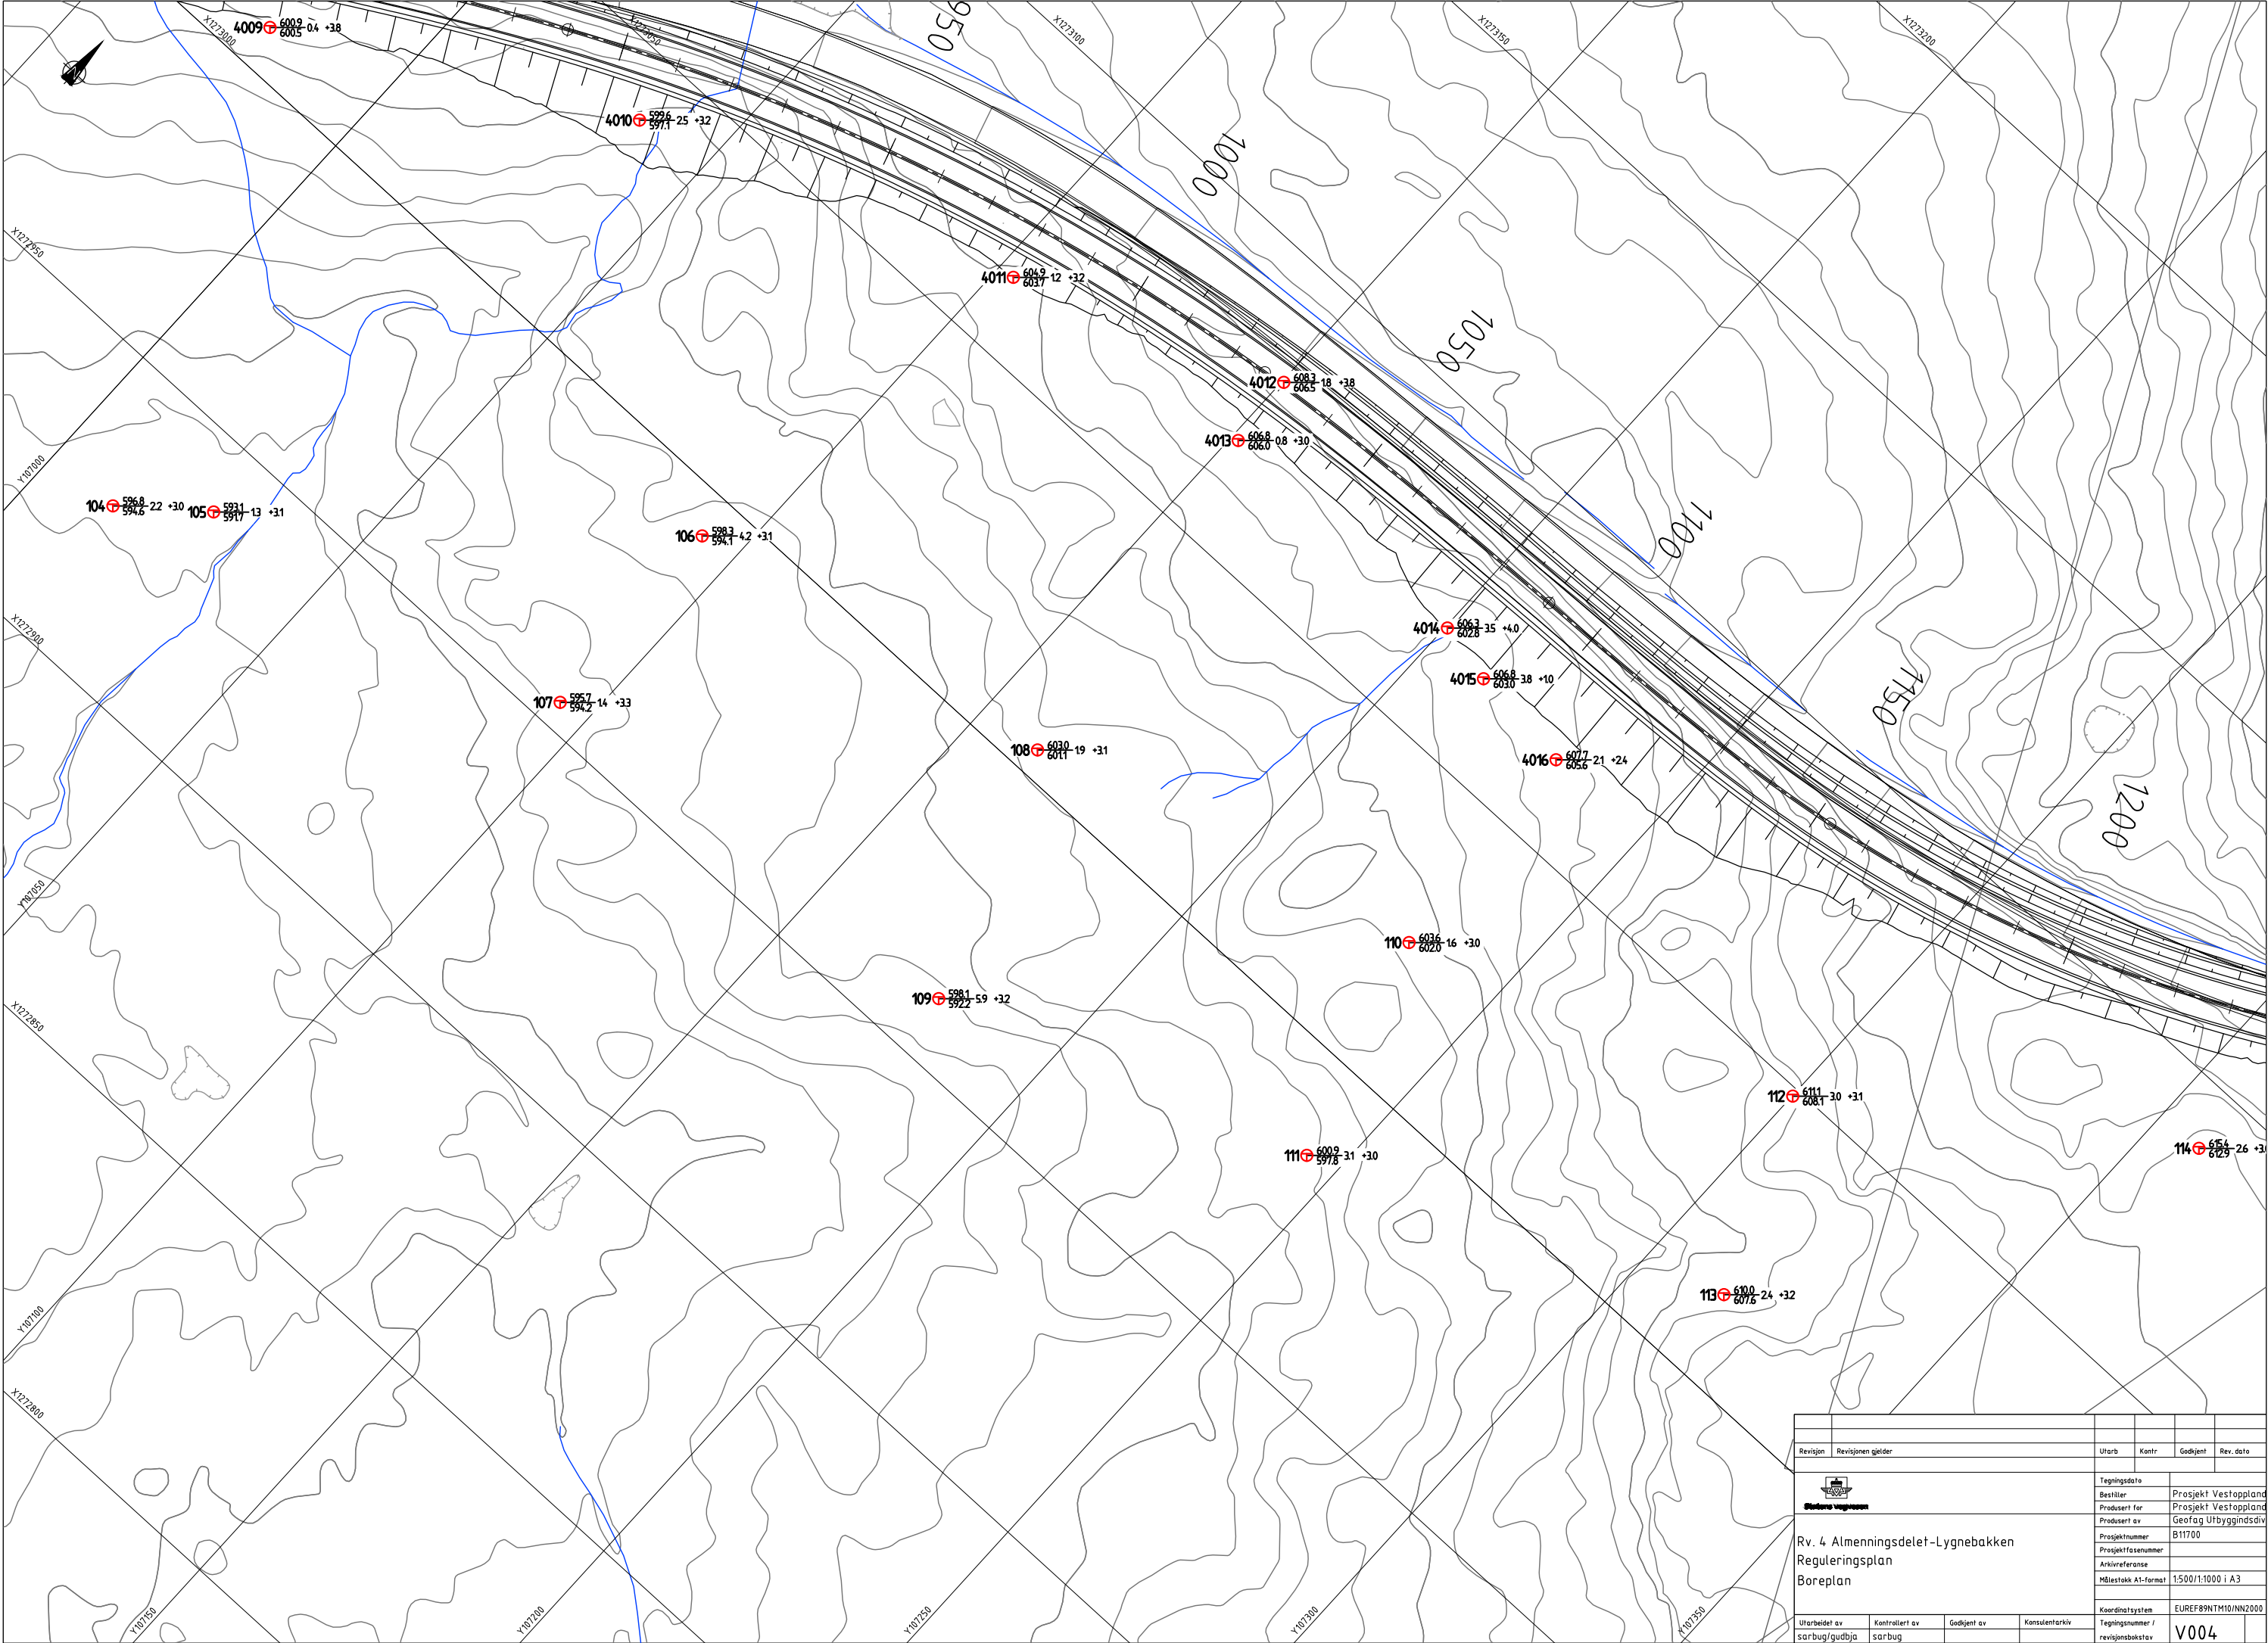 X1273000
X1273050
950
X1273100
X1273150
X1273200
4009 600.9 0.4 +3.8
600.5
4010 599.6 2.5 +3.2
597.1
1000
X1272950
4011 604.9 1.2 +3.2
603.7
1050
4012 608.3 1.8 +3.8
606.5
4013 606.8 0.8 +3.0
606.0
Y107000
104 596.8 2.2 +3.0
594.6
105 593.1 1.3 +3.1
591.7
106 598.3 4.2 +3.1
594.1
1100
X1272900
4014 606.3 3.5 +4.0
602.8
4015 606.8 3.8 +1.0
603.0
1150
107 595.7 1.4 +3.3
594.2
108 603.0 1.9 +3.1
601.1
4016 607.7 2.1 +2.4
605.6
1200
Y107050
110 603.6 1.6 +3.0
602.0
109 598.1 5.9 +3.2
592.2
X1272850
112 611.1 3.0 +3.1
608.1
111 600.9 3.1 +3.0
597.8
114 615.4 2.6
612.9
113 610.0 2.4 +3.2
607.6
Y107100
X1272800
Y107150
Y107200
Y107250
Y107300
Y107350
Revisjon Revisjonen gjelder Utarb Kontr Godkjent Rev. dato
Statens vegvesen
Tegningsdato
Bestiller Prosjekt Vestoppland
Produsert for Prosjekt Vestoppland
Produsert av Geofag Utbyggindsdiv
Prosjektnummer B11700
Prosjektfasenummer
Arkivreferanse
Målestokk A1-format 1:500/1:1000 i A3
Koordinatsystem EUREF89NTM10/NN2000
Rv. 4 Almenningsdelet-Lygnebakken
Reguleringsplan
Boreplan
Utarbeidet av Kontrollert av Godkjent av Konsulentarkiv
sarbug/gudbja sarbug
Tegningsnummer /
revisjonsbokstav V004